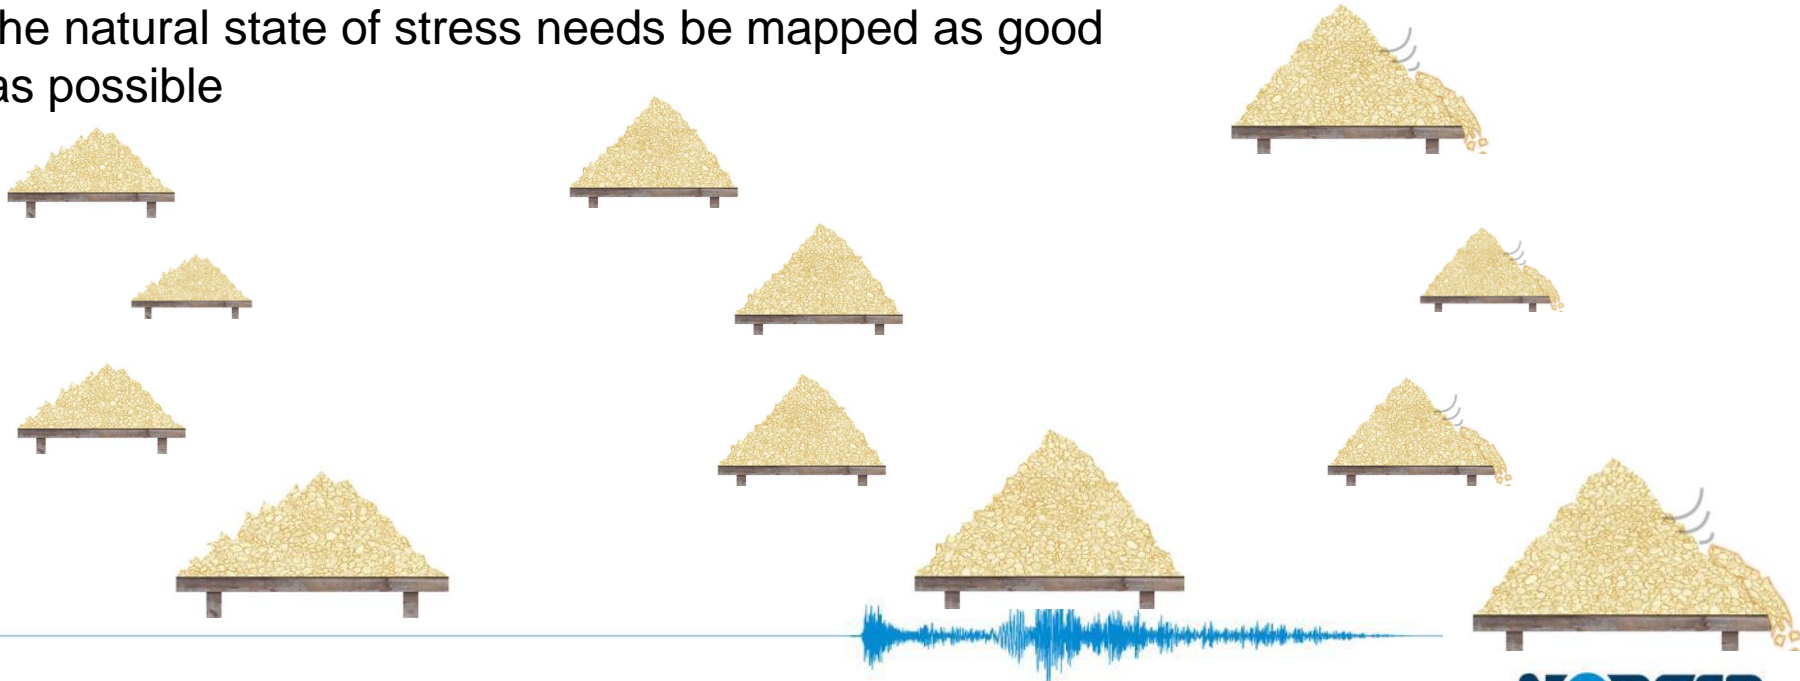 he natural state of stress needs be mapped as good
as possible